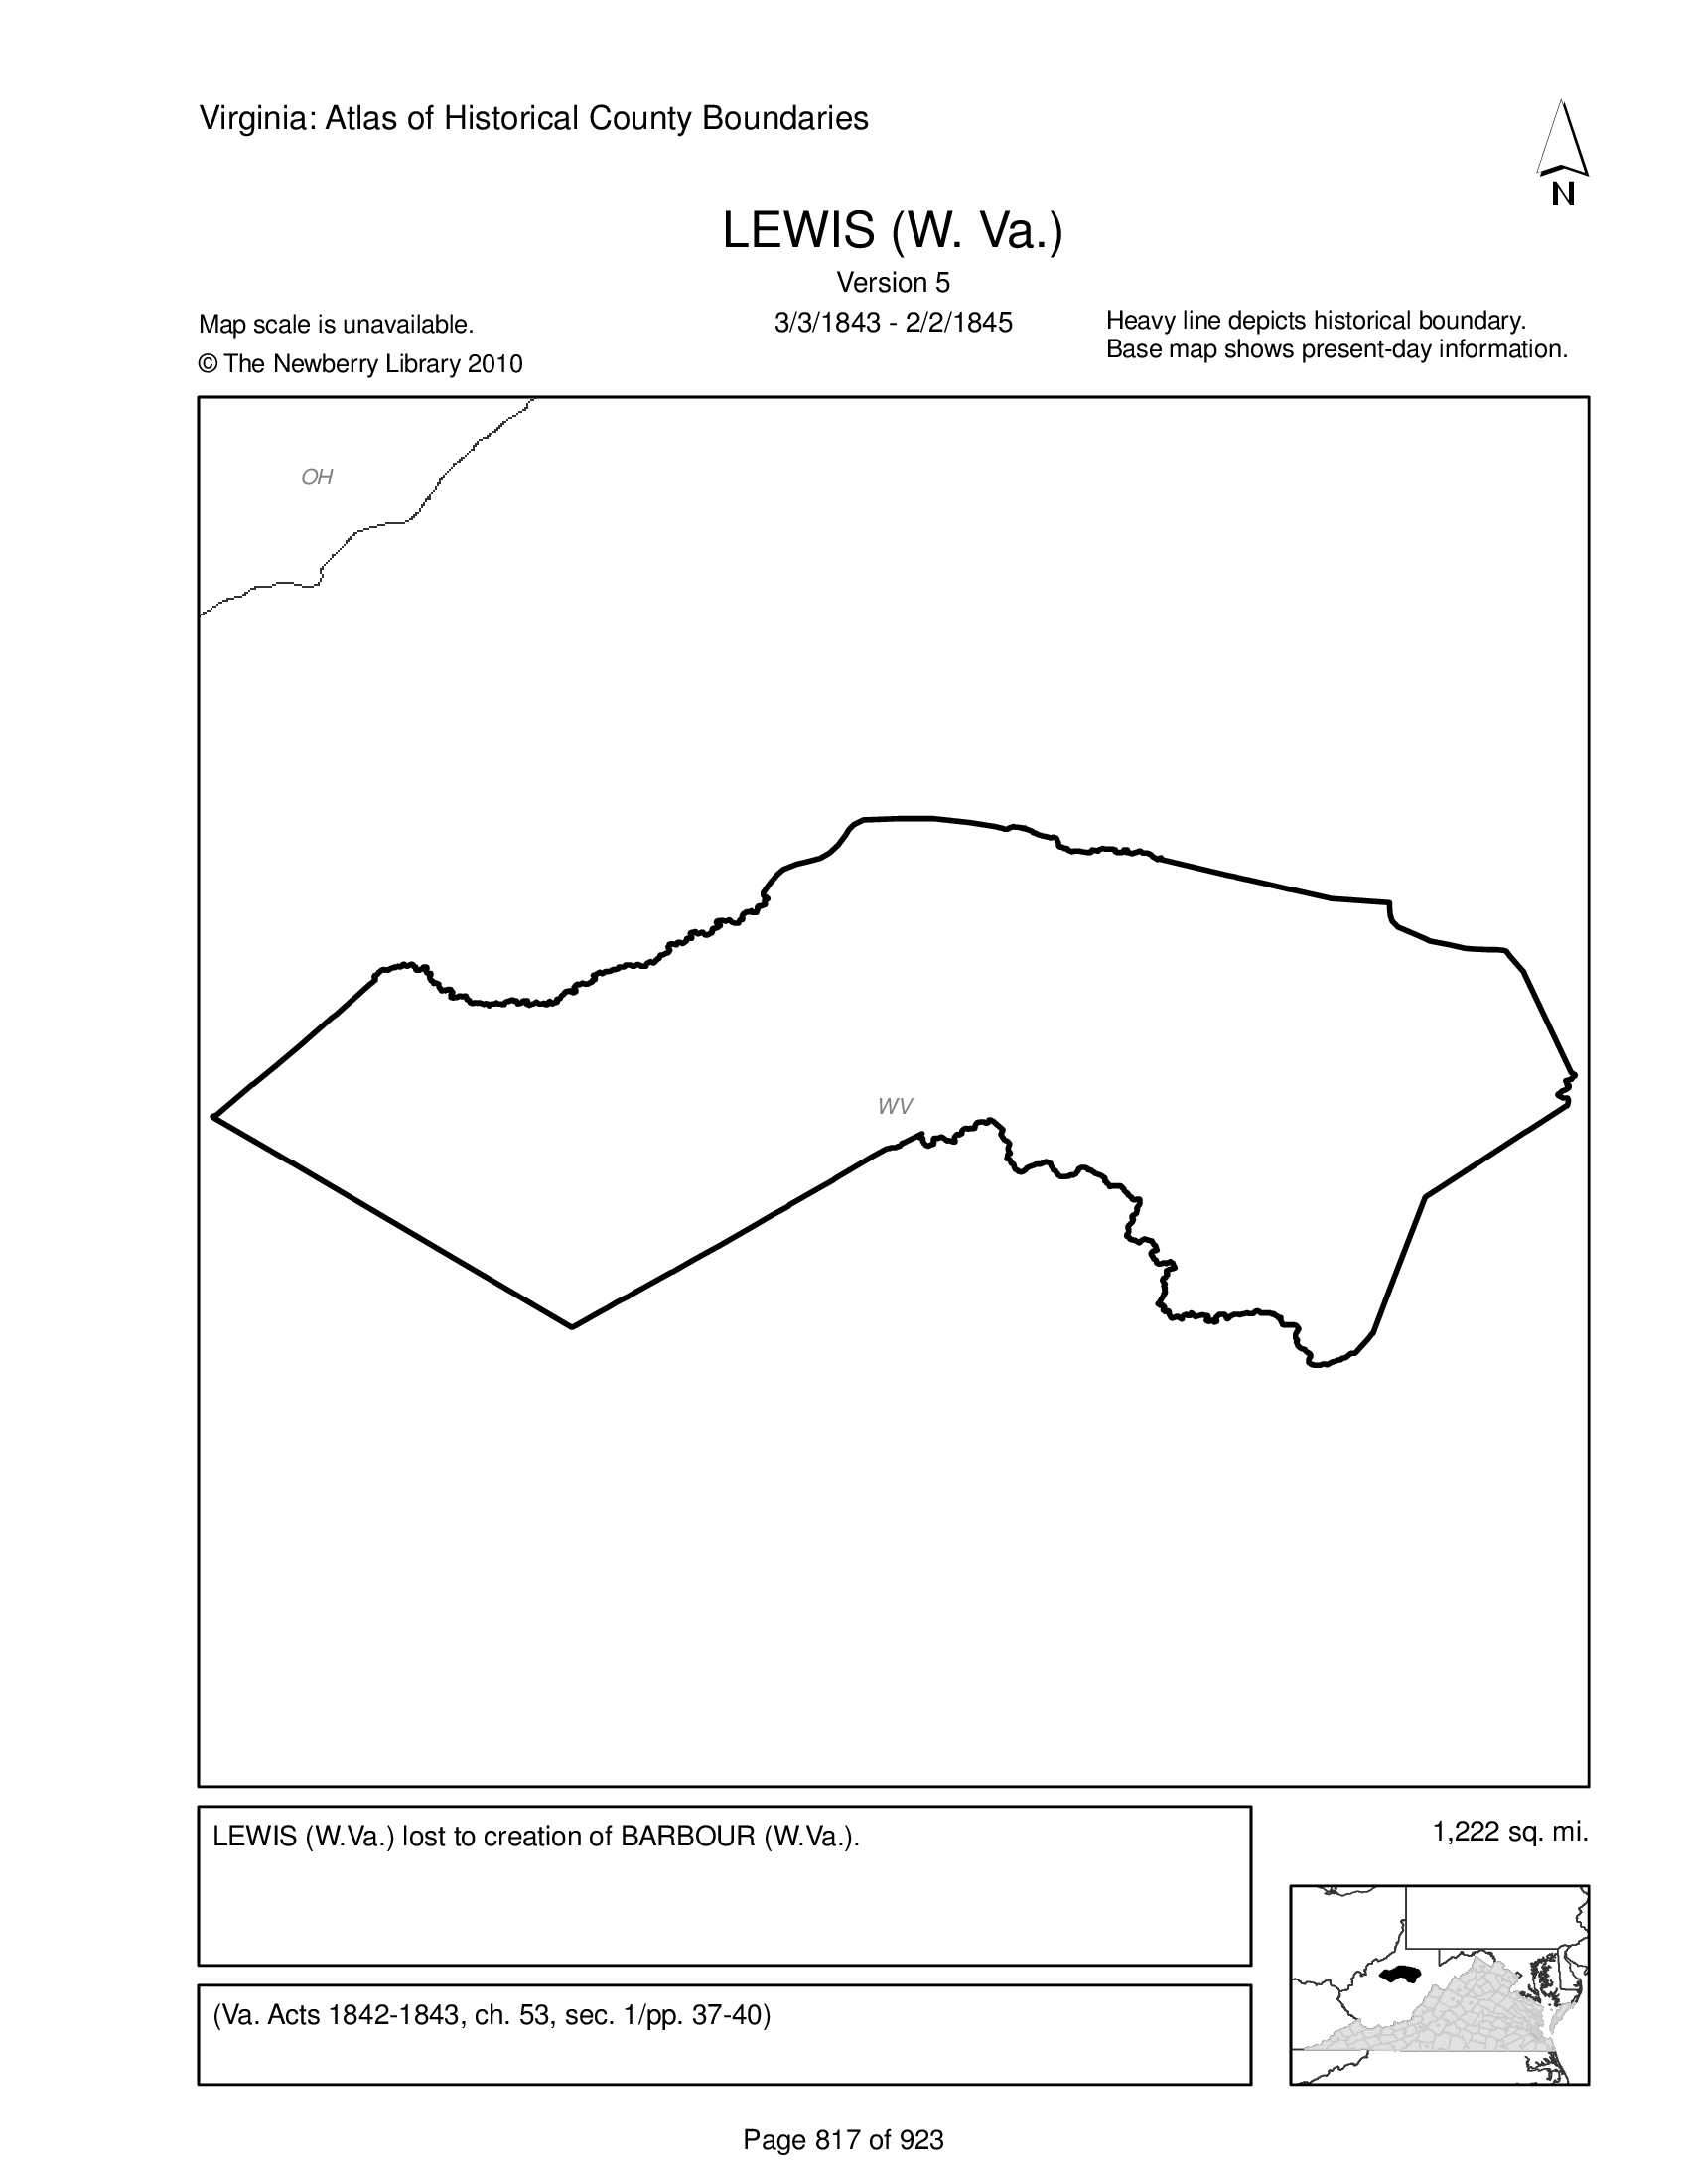 Virginia: Atlas of Historical County Boundaries
N
LEWIS (W. Va.)
Version 5
3/3/1843 - 2/2/1845
Map scale is unavailable.
© The Newberry Library 2010
Heavy line depicts historical boundary.
Base map shows present-day information.
OH
WV
LEWIS (W.Va.) lost to creation of BARBOUR (W.Va.).
1,222 sq. mi.
(Va. Acts 1842-1843, ch. 53, sec. 1/pp. 37-40)
Page 817 of 923